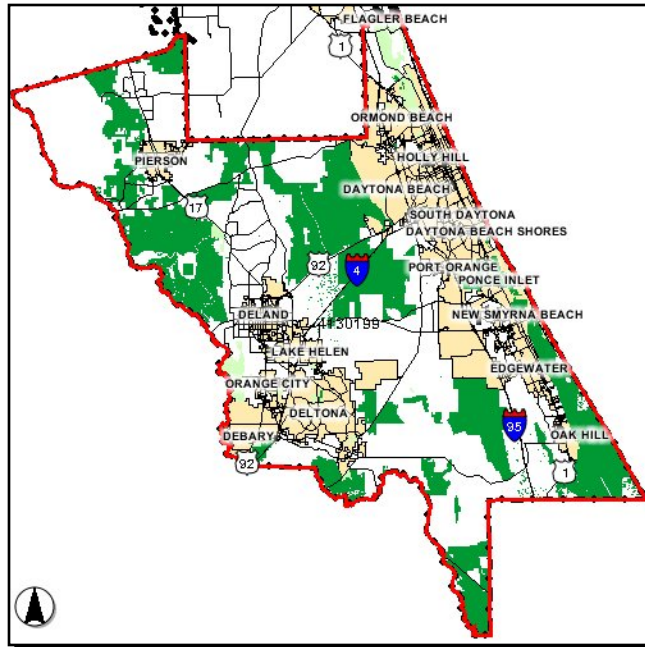 FLAGLER BEACH
1
ORMOND BEACH
HOLLY HILL
PIERSON
DAYTONA BEACH
17
SOUTH DAYTONA
DAYTONA BEACH SHORES
92
4
PORT ORANGE
PONCE INLET
DELAND
4130199
NEW SMYRNA BEACH
LAKE HELEN
EDGEWATER
ORANGE CITY
DELTONA
95
DEBARY
OAK HILL
92
1